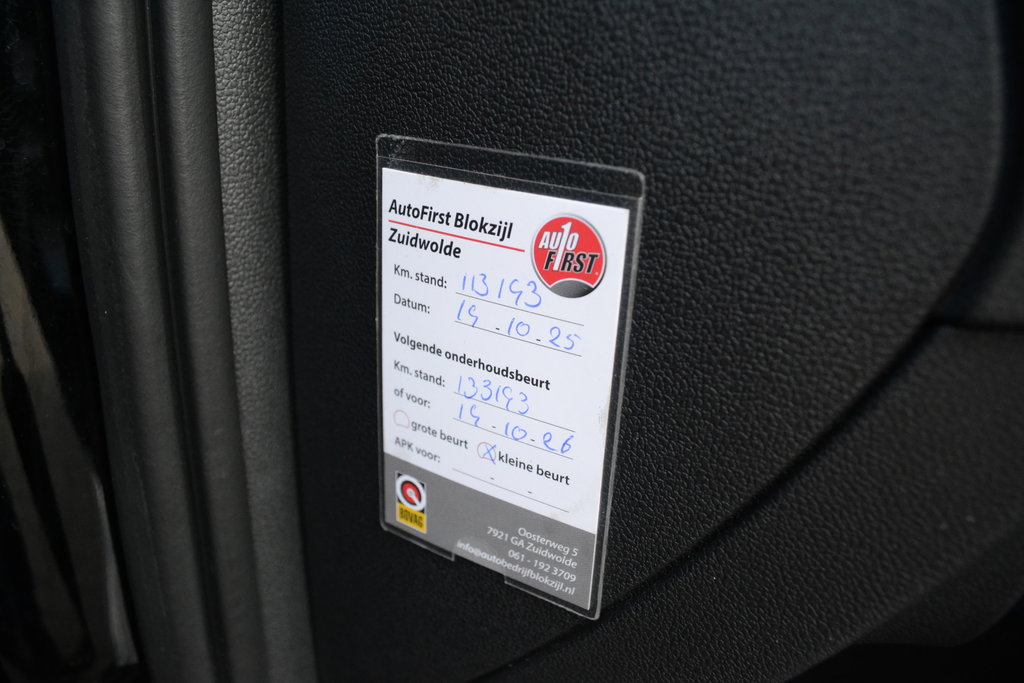 AutoFirst Blokzijl
Zuidwolde
AUTO
FIRST
Km. stand: 113193
Datum: 14 - 10 - 25
Volgende onderhoudsbeurt
Km. stand: 133193
of voor: 14 - 10 - 26
grote beurt X kleine beurt
APK voor: - -
BOVAG
Oosterweg 5
7921 GA Zuidwolde
061 - 192 3709
info@autobedrijfblokzijl.nl